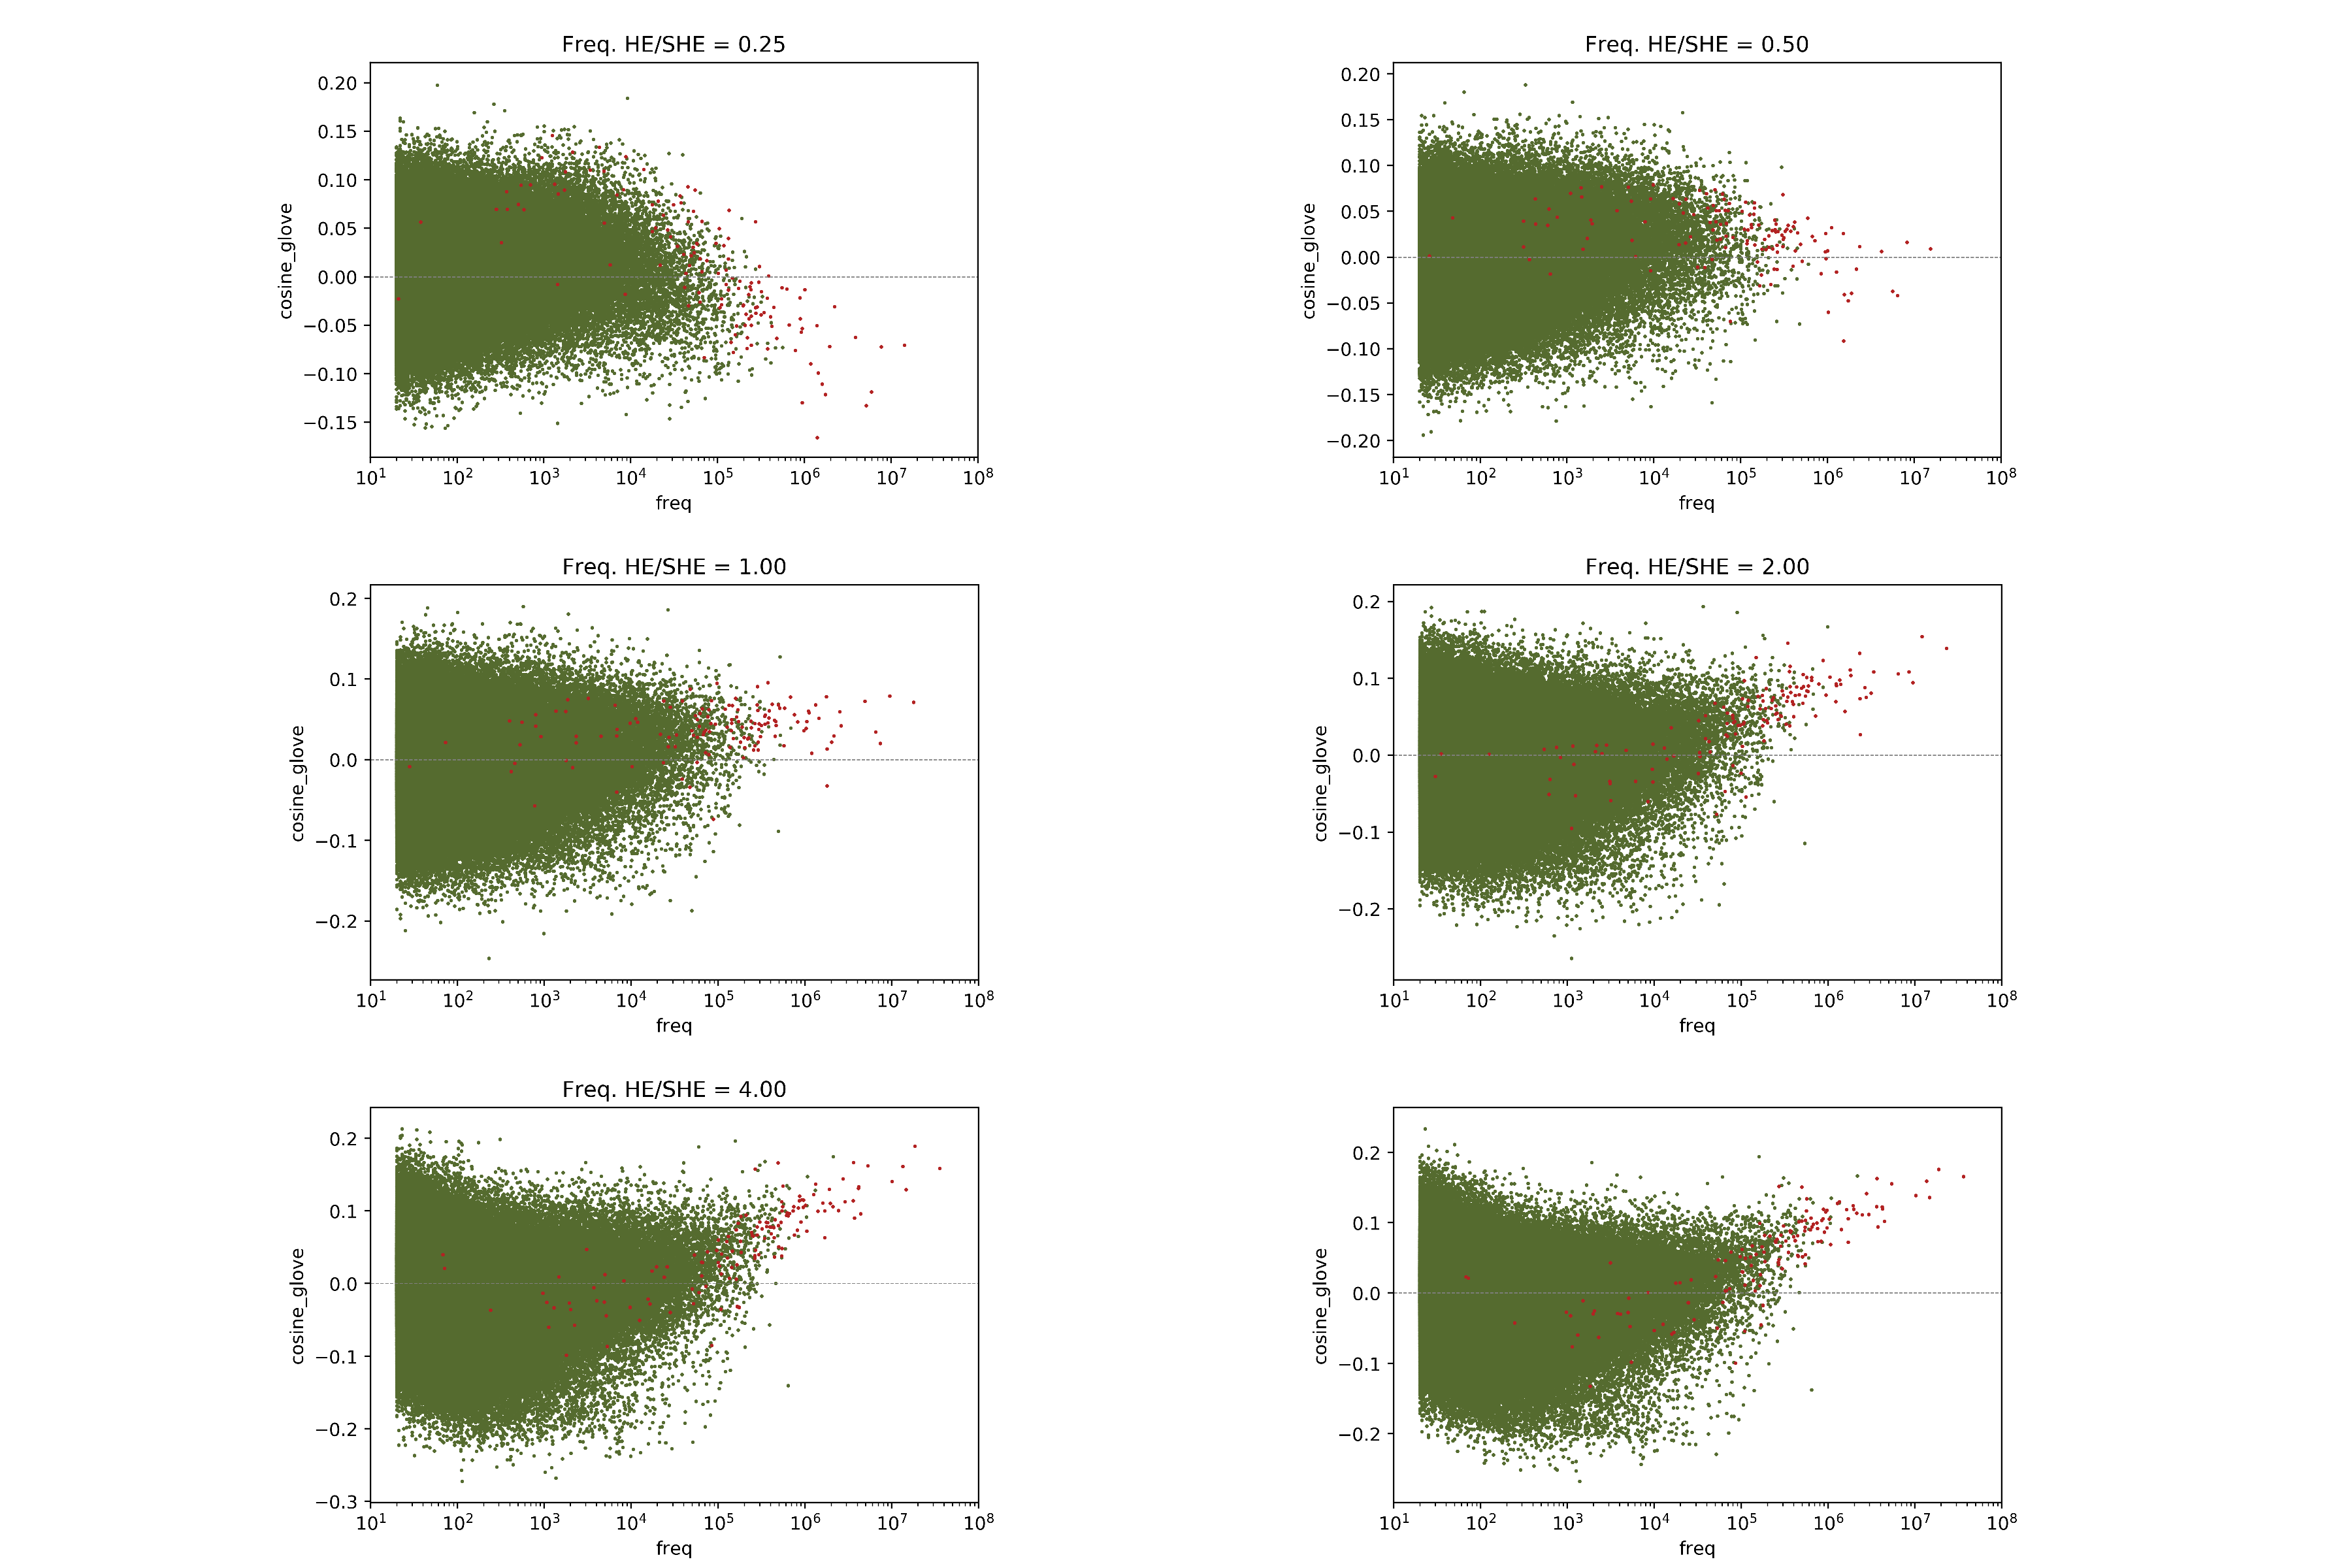 Freq. HE/SHE = 0.25
0.20
0.15
0.10
0.05
0.00
−0.05
−0.10
−0.15
cosine_glove
10¹ 10² 10³ 10⁴ 10⁵ 10⁶ 10⁷ 10⁸
freq
Freq. HE/SHE = 0.50
0.20
0.15
0.10
0.05
0.00
−0.05
−0.10
−0.15
−0.20
cosine_glove
10¹ 10² 10³ 10⁴ 10⁵ 10⁶ 10⁷ 10⁸
freq
Freq. HE/SHE = 1.00
0.2
0.1
0.0
−0.1
−0.2
cosine_glove
10¹ 10² 10³ 10⁴ 10⁵ 10⁶ 10⁷ 10⁸
freq
Freq. HE/SHE = 2.00
0.2
0.1
0.0
−0.1
−0.2
cosine_glove
10¹ 10² 10³ 10⁴ 10⁵ 10⁶ 10⁷ 10⁸
freq
Freq. HE/SHE = 4.00
0.2
0.1
0.0
−0.1
−0.2
−0.3
cosine_glove
10¹ 10² 10³ 10⁴ 10⁵ 10⁶ 10⁷ 10⁸
freq
0.2
0.1
0.0
−0.1
−0.2
cosine_glove
10¹ 10² 10³ 10⁴ 10⁵ 10⁶ 10⁷ 10⁸
freq